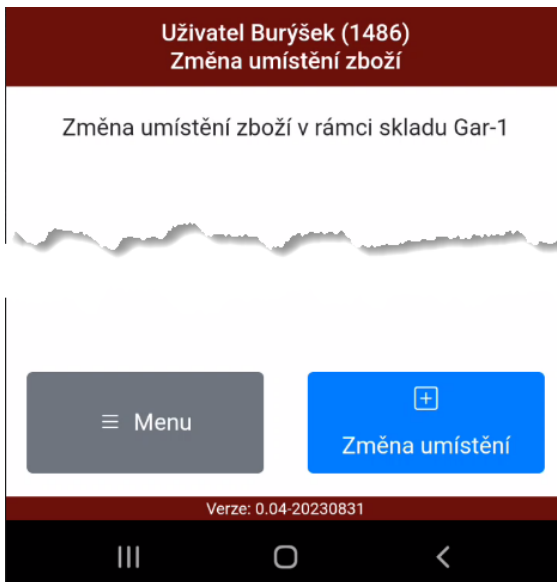 Uživatel Burýšek (1486)
Změna umístění zboží
Změna umístění zboží v rámci skladu Gar-1
Menu
Změna umístění
Verze: 0.04-20230831